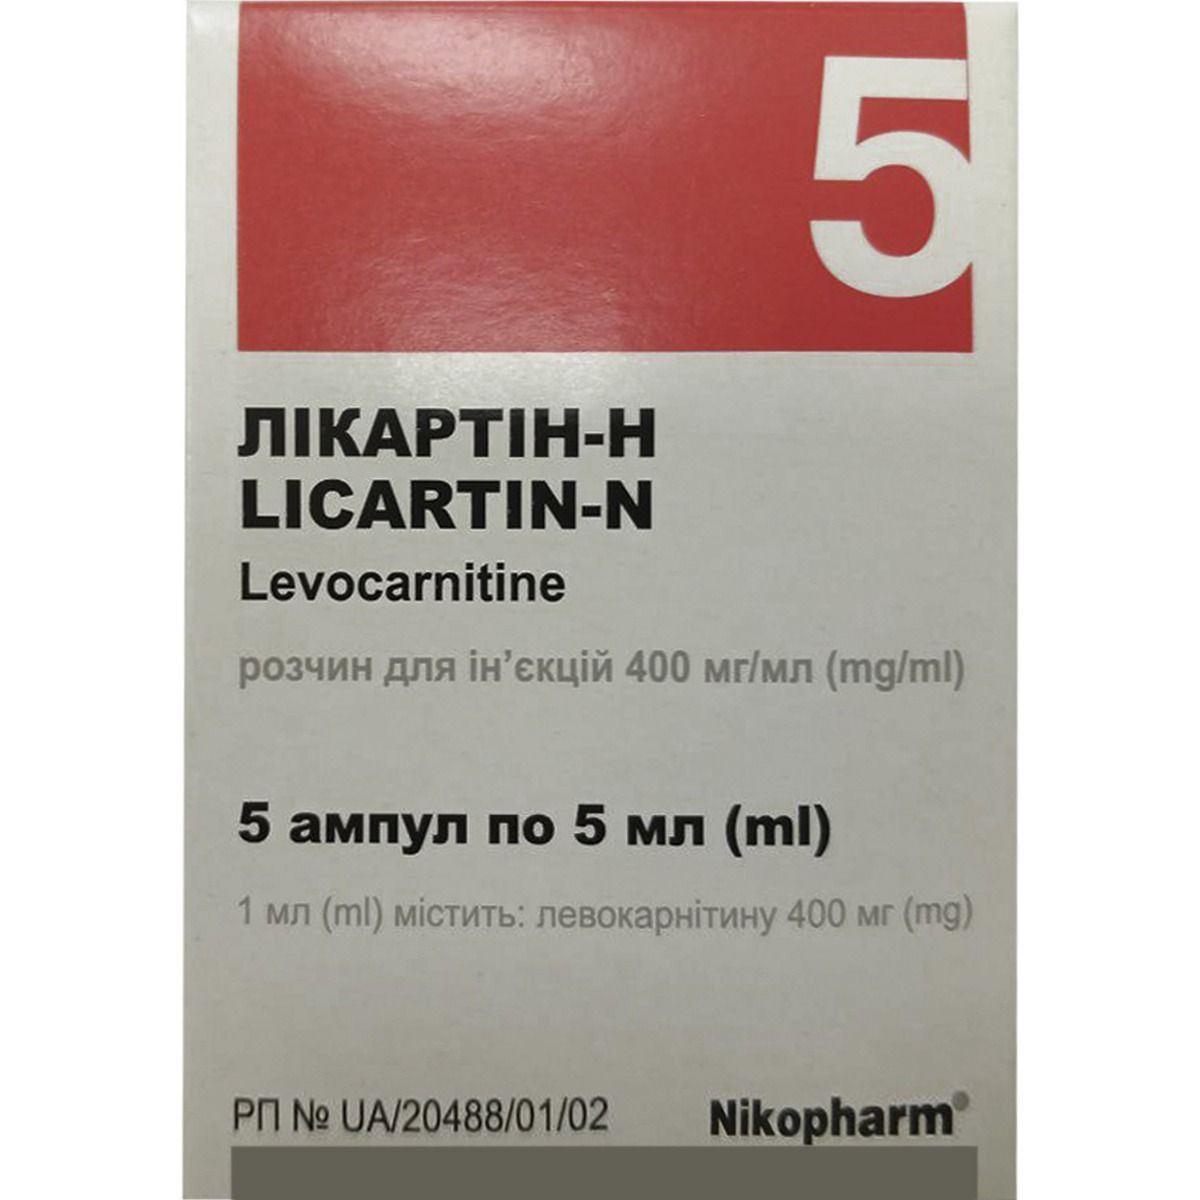 5
ЛІКАРТІН-Н
LICARTIN-N
Levocarnitine
розчин для ін’єкцій 400 мг/мл (mg/ml)
5 ампул по 5 мл (ml)
1 мл (ml) містить: левокарнітину 400 мг (mg)
РП № UA/20488/01/02
Nikopharm®